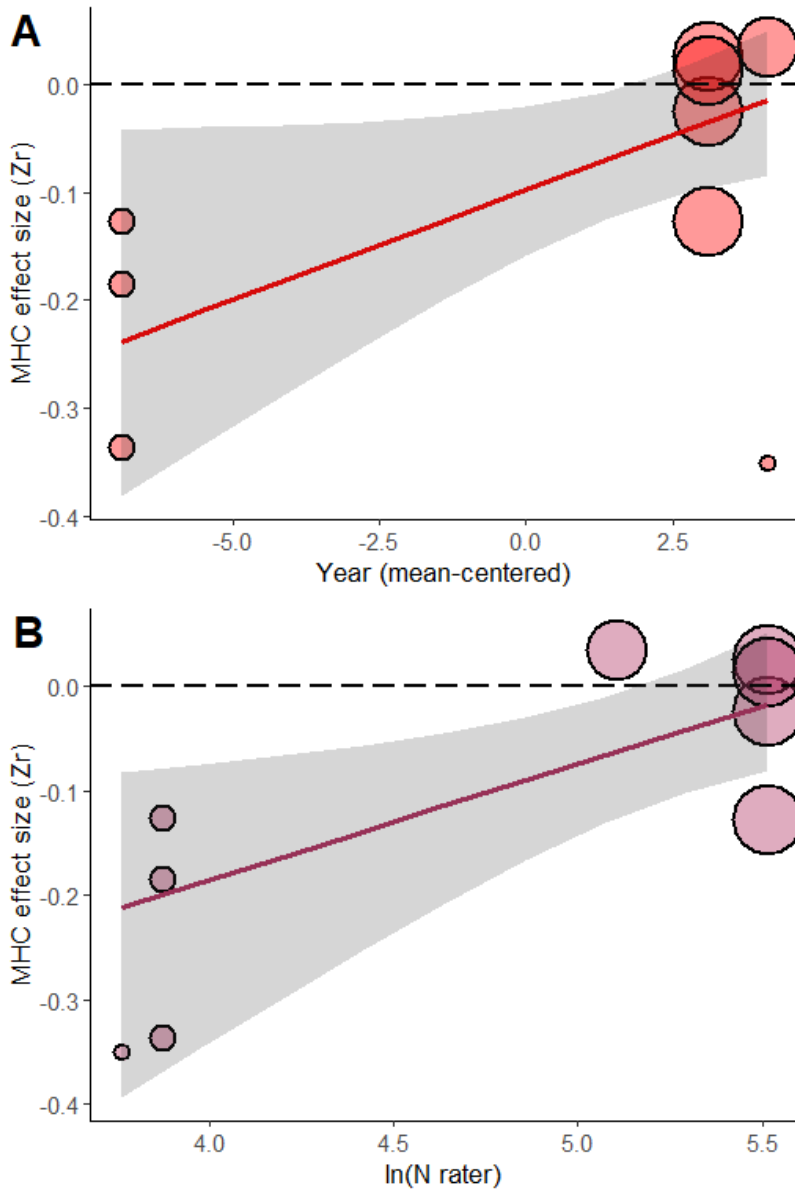 A
MHC effect size (Zr)
0.0
-0.1
-0.2
-0.3
-0.4
-5.0 -2.5 0.0 2.5
Year (mean-centered)
B
MHC effect size (Zr)
0.0
-0.1
-0.2
-0.3
-0.4
4.0 4.5 5.0 5.5
ln(N rater)